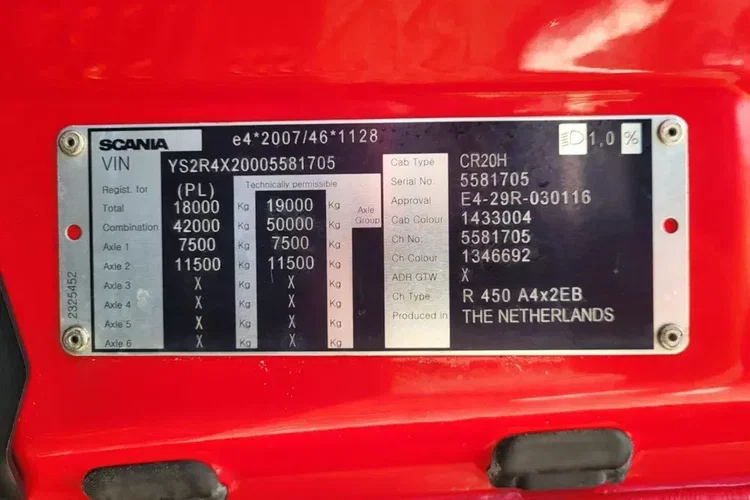 SCANIA e4*2007/46*1128 1,0 %
VIN YS2R4X20005581705
Regist. for (PL) Technically permissible
Total 18000 Kg 19000 Kg Axle Group
Combination 42000 Kg 50000 Kg
Axle 1 7500 Kg 7500 Kg
Axle 2 11500 Kg 11500 Kg
Axle 3 X Kg X Kg
Axle 4 X Kg X Kg
Axle 5 X Kg X Kg
Axle 6 X Kg X Kg
Cab Type CR20H
Serial No. 5581705
Approval E4-29R-030116
Cab Colour 1433004
Ch No. 5581705
Ch Colour 1346692
ADR GTW X
Ch Type R 450 A4x2EB
Produced in THE NETHERLANDS
2325452